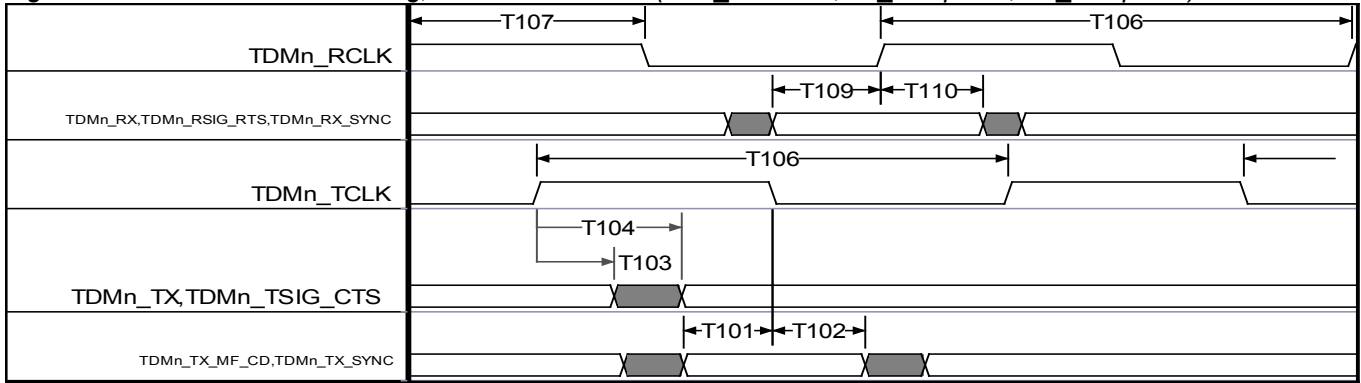 T107
T106
TDMn_RCLK
T109
T110
TDMn_RX,TDMn_RSIG_RTS,TDMn_RX_SYNC
T106
TDMn_TCLK
T104
T103
TDMn_TX,TDMn_TSIG_CTS
T101
T102
TDMn_TX_MF_CD,TDMn_TX_SYNC